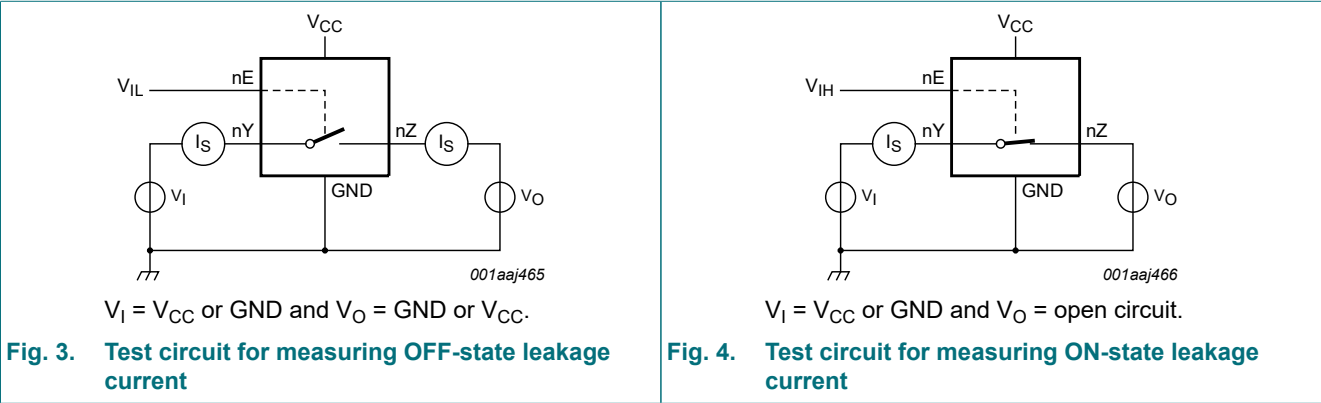 VCC
nE
VIL
IS
nY
nZ
IS
VI
GND
VO
001aaj465
VI = VCC or GND and VO = GND or VCC.
Fig. 3. Test circuit for measuring OFF-state leakage
current
VCC
nE
VIH
IS
nY
nZ
VI
GND
VO
001aaj466
VI = VCC or GND and VO = open circuit.
Fig. 4. Test circuit for measuring ON-state leakage
current